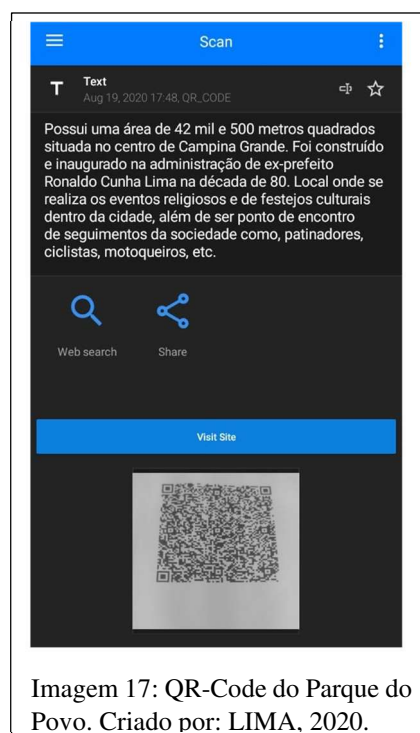 Scan
Text
Aug 19, 2020 17:48, QR_CODE
Possui uma área de 42 mil e 500 metros quadrados
situada no centro de Campina Grande. Foi construído
e inaugurado na administração de ex-prefeito
Ronaldo Cunha Lima na década de 80. Local onde se
realiza os eventos religiosos e de festejos culturais
dentro da cidade, além de ser ponto de encontro
de seguimentos da sociedade como, patinadores,
ciclistas, motoqueiros, etc.
Web search Share
Visit Site
Imagem 17: QR-Code do Parque do
Povo. Criado por: LIMA, 2020.